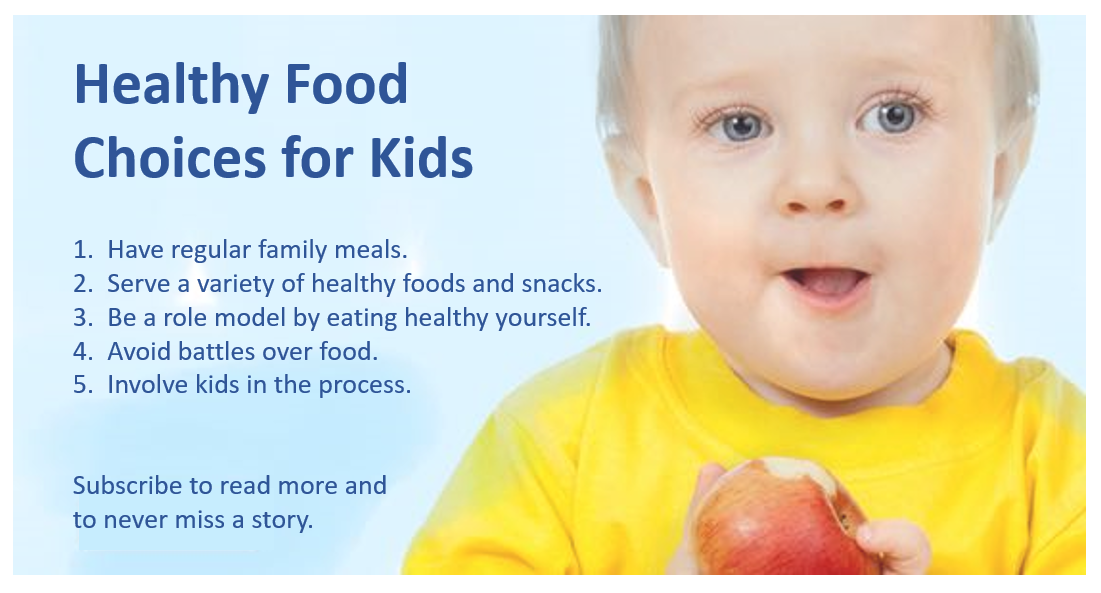 Healthy Food
Choices for Kids
1. Have regular family meals.
2. Serve a variety of healthy foods and snacks.
3. Be a role model by eating healthy yourself.
4. Avoid battles over food.
5. Involve kids in the process.
Subscribe to read more and
to never miss a story.